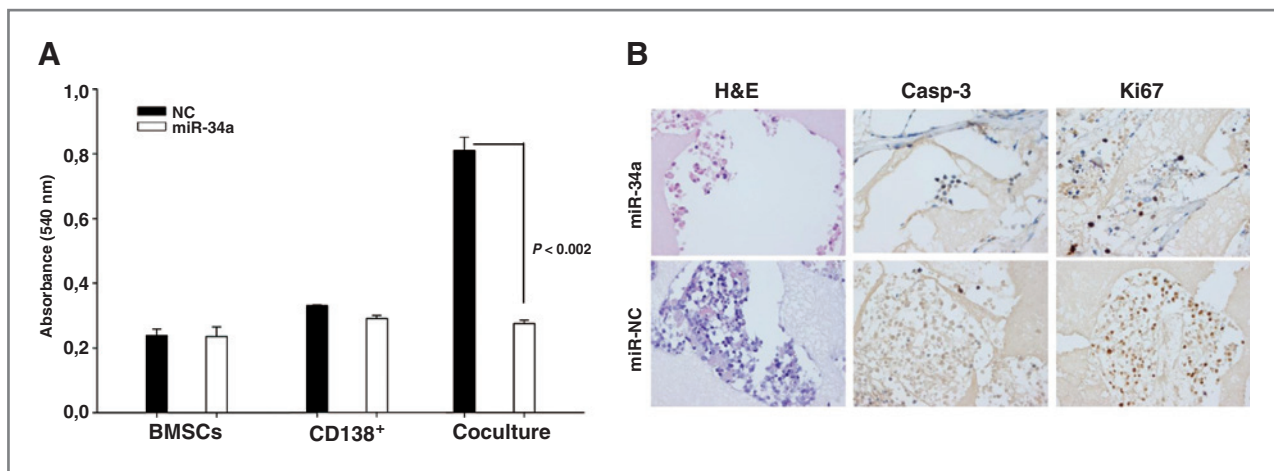 A
Absorbance (540 nm)
1,0
0,8
0,6
0,4
0,2
0,0
NC
miR-34a
P < 0.002
BMSCs CD138⁺ Coculture
B
H&E Casp-3 Ki67
miR-34a
miR-NC